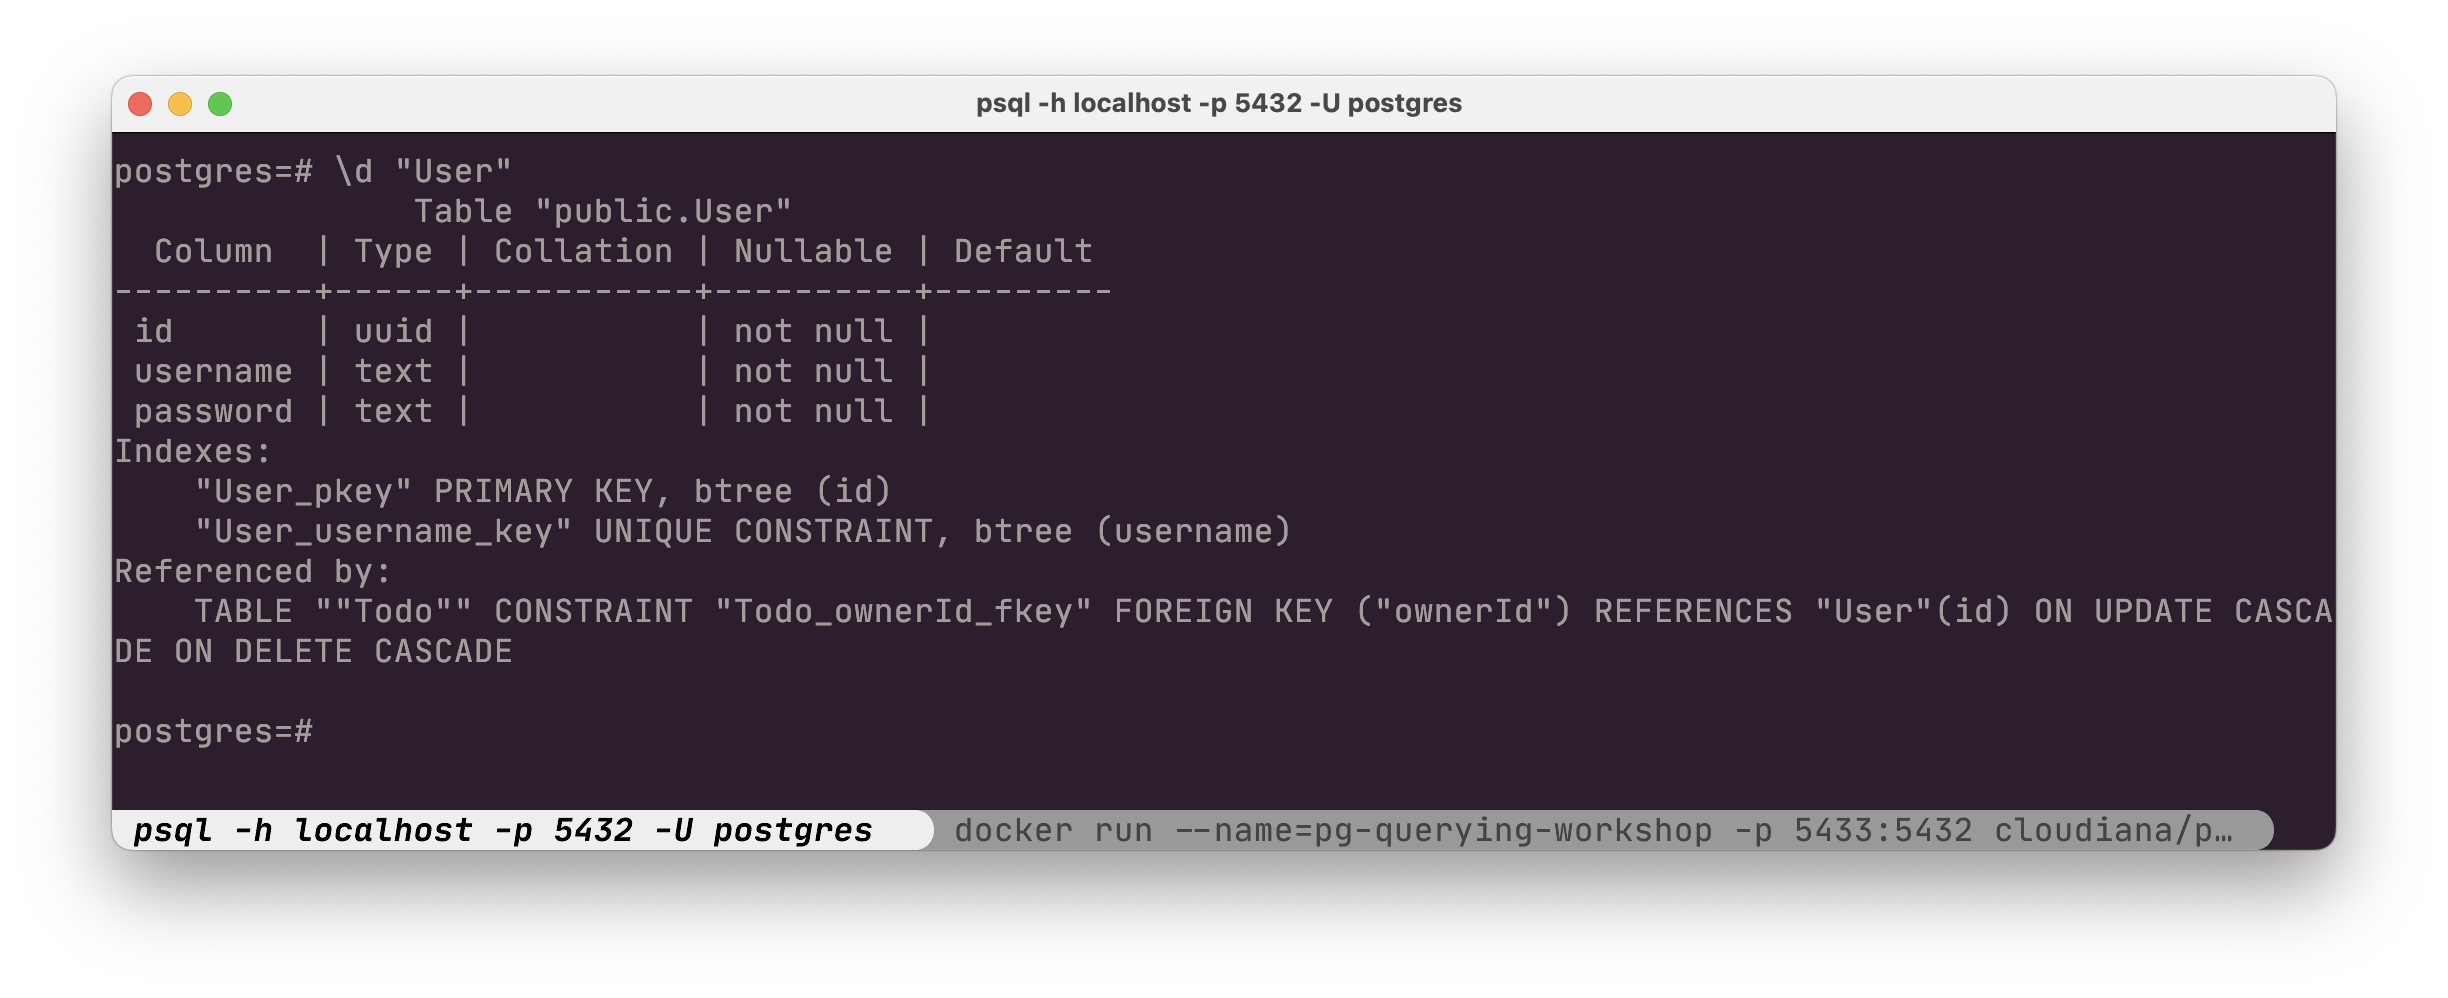 psql -h localhost -p 5432 -U postgres
postgres=# \d "User"
                Table "public.User"
  Column  | Type | Collation | Nullable | Default
----------+------+-----------+----------+---------
 id       | uuid |           | not null |
 username | text |           | not null |
 password | text |           | not null |
Indexes:
    "User_pkey" PRIMARY KEY, btree (id)
    "User_username_key" UNIQUE CONSTRAINT, btree (username)
Referenced by:
    TABLE ""Todo"" CONSTRAINT "Todo_ownerId_fkey" FOREIGN KEY ("ownerId") REFERENCES "User"(id) ON UPDATE CASCA
DE ON DELETE CASCADE
postgres=#
psql -h localhost -p 5432 -U postgres docker run --name=pg-querying-workshop -p 5433:5432 cloudiana/p…